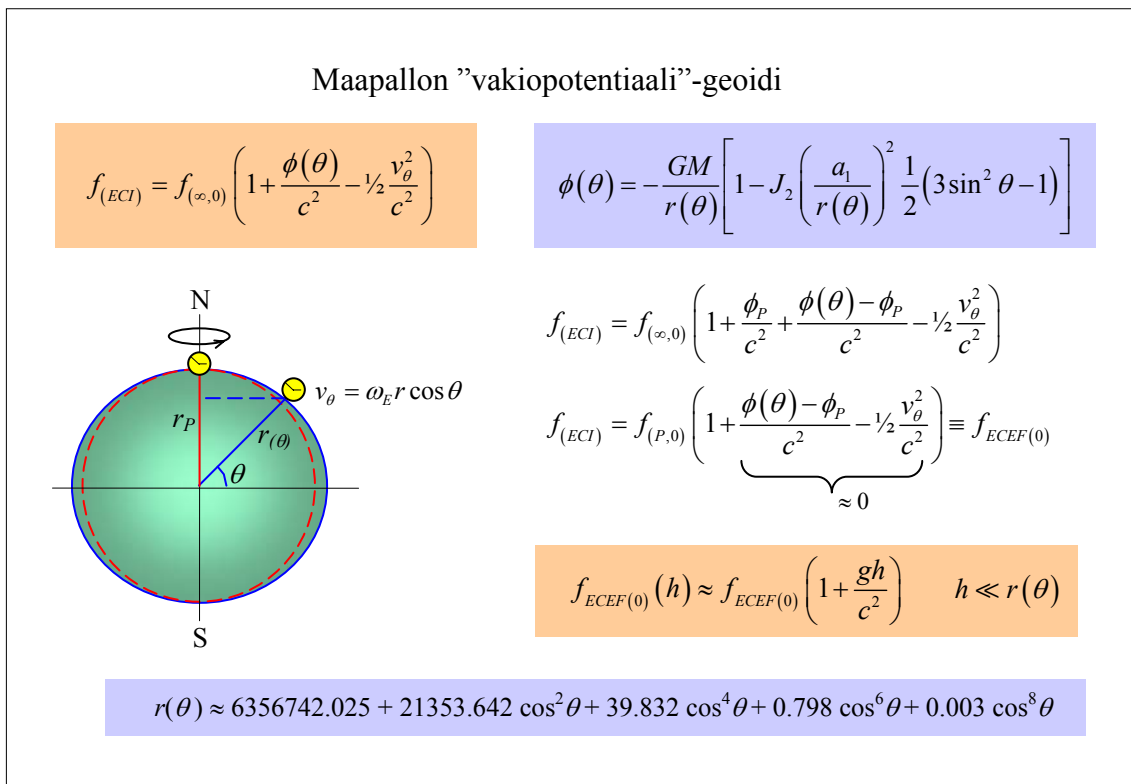 Maapallon ”vakiopotentiaali”-geoidi
f_(ECI) = f_(∞,0) (1 + ϕ(θ)/c² − ½ v_θ²/c²)
ϕ(θ) = −GM/r(θ) [1 − J₂ (a₁/r(θ))² 1/2 (3 sin² θ − 1)]
f_(ECI) = f_(∞,0) (1 + ϕ_P/c² + (ϕ(θ) − ϕ_P)/c² − ½ v_θ²/c²)
f_(ECI) = f_(P,0) (1 + (ϕ(θ) − ϕ_P)/c² − ½ v_θ²/c²) ≡ f_ECEF(0)
≈ 0
N
v_θ = ω_E r cos θ
r_P
r_(θ)
θ
S
f_ECEF(0) (h) ≈ f_ECEF(0) (1 + gh/c²) h ≪ r(θ)
r(θ) ≈ 6356742.025 + 21353.642 cos²θ + 39.832 cos⁴θ + 0.798 cos⁶θ + 0.003 cos⁸θ